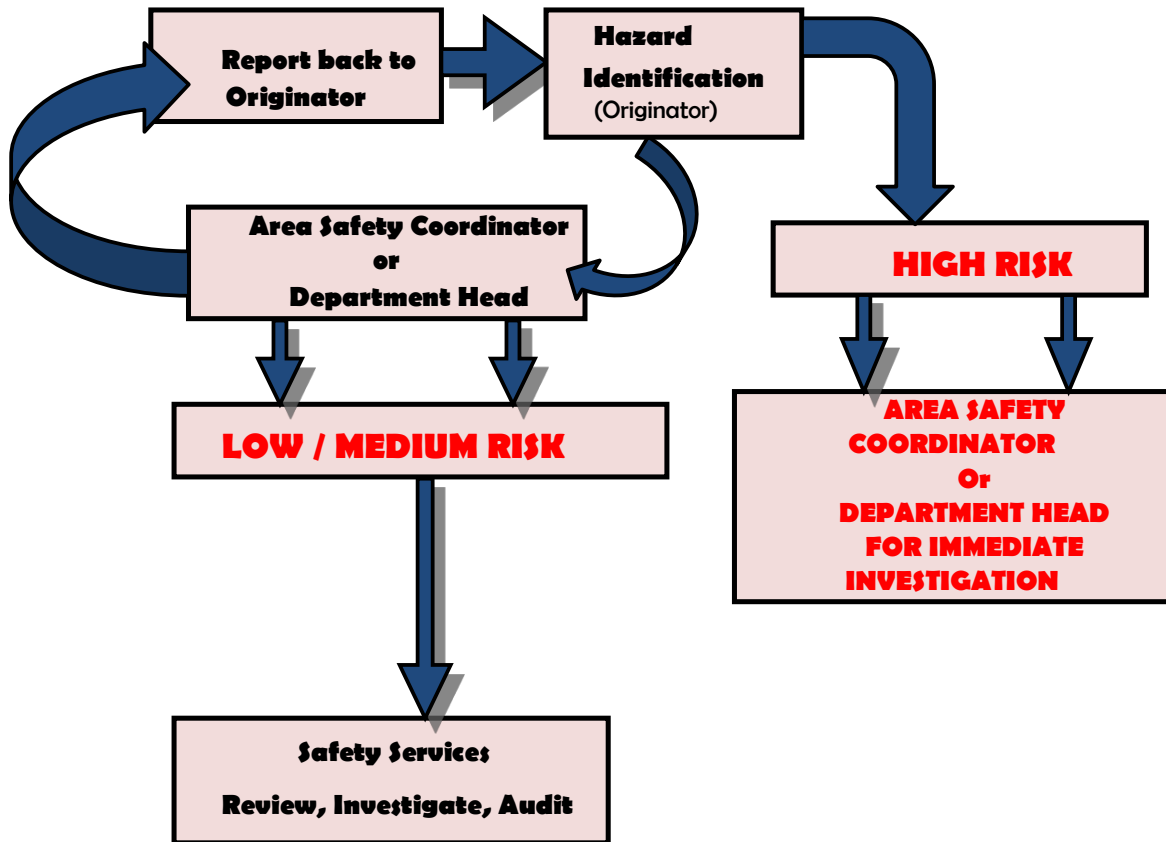 Report back to
Originator
Hazard
Identification
(Originator)
Area Safety Coordinator
or
Department Head
HIGH RISK
LOW / MEDIUM RISK
AREA SAFETY
COORDINATOR
Or
DEPARTMENT HEAD
FOR IMMEDIATE
INVESTIGATION
Safety Services
Review, Investigate, Audit